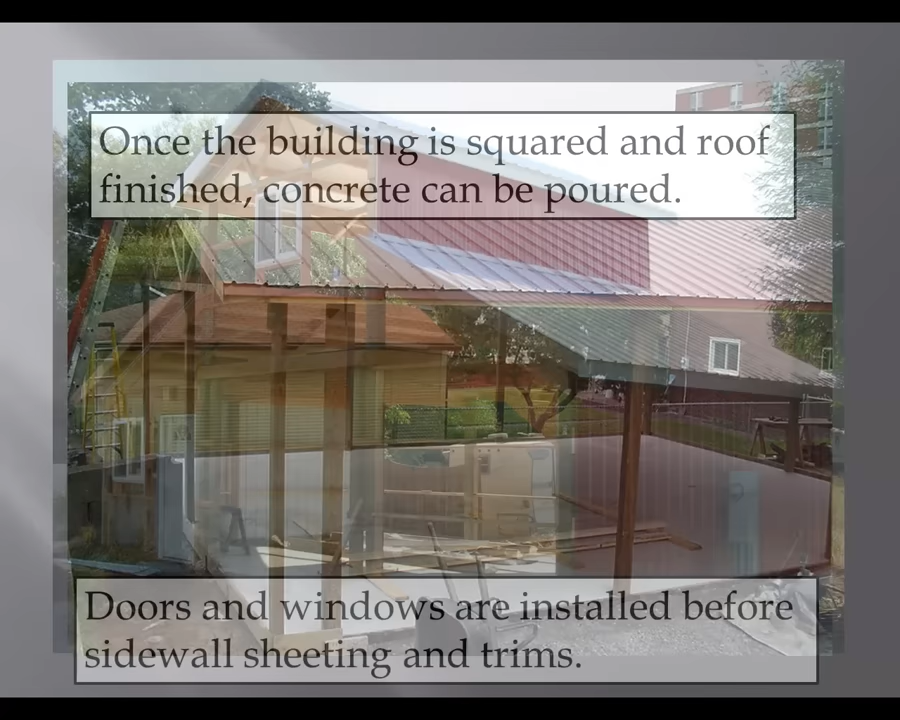 Once the building is squared and roof
finished, concrete can be poured.
Doors and windows are installed before
sidewall sheeting and trims.